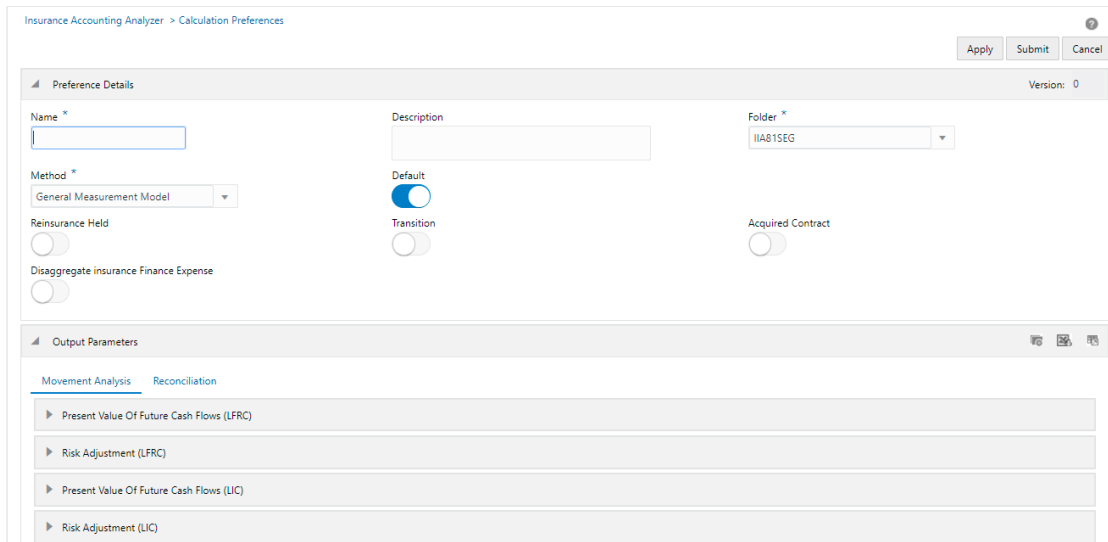 Insurance Accounting Analyzer > Calculation Preferences
Apply Submit Cancel
Preference Details Version: 0
Name * Description Folder *
IIA81SEG
Method * Default
General Measurement Model
Reinsurance Held Transition Acquired Contract
Disaggregate insurance Finance Expense
Output Parameters
Movement Analysis Reconciliation
Present Value Of Future Cash Flows (LFRC)
Risk Adjustment (LFRC)
Present Value Of Future Cash Flows (LIC)
Risk Adjustment (LIC)